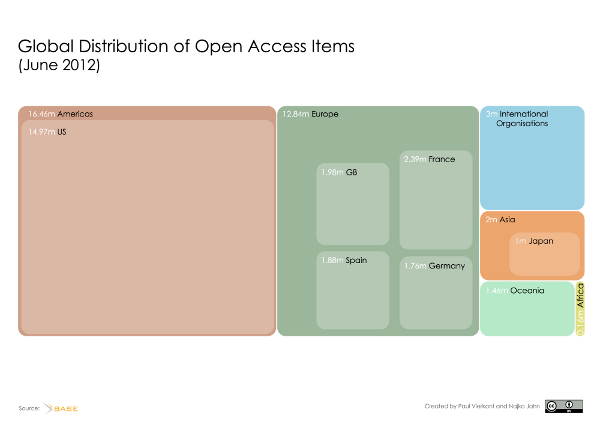 Global Distribution of Open Access Items
(June 2012)
16.46m Americas
14.97m US
12.84m Europe
1.98m GB
2.39m France
1.88m Spain
1.76m Germany
3m International
Organisations
2m Asia
1m Japan
1.46m Oceania
0.16m Africa
Source: BASE
Created by Paul Vierkant and Najko Jahn
cc